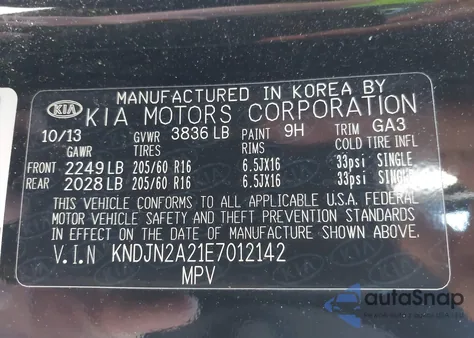 MANUFACTURED IN KOREA BY
KIA KIA MOTORS CORPORATION
10/13 GVWR 3836 LB PAINT 9H TRIM GA3
GAWR TIRES RIMS COLD TIRE INFL
FRONT 2249 LB 205/60 R16 6.5JX16 33psi SINGLE
REAR 2028 LB 205/60 R16 6.5JX16 33psi SINGLE
THIS VEHICLE CONFORMS TO ALL APPLICABLE U.S.A. FEDERAL
MOTOR VEHICLE SAFETY AND THEFT PREVENTION STANDARDS
IN EFFECT ON THE DATE OF MANUFACTURE SHOWN ABOVE.
V.I.N KNDJN2A21E7012142
MPV
autoSnap